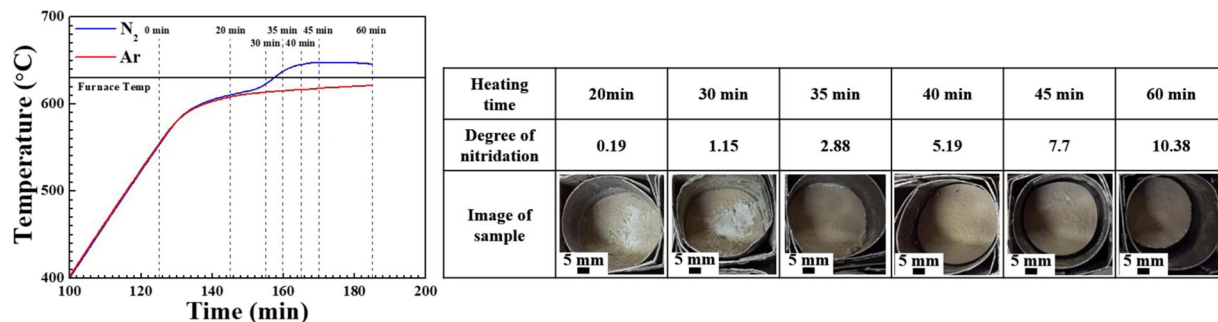 700
600
500
400
Temperature (°C)
N₂
Ar
0 min
20 min
30 min
35 min
40 min
45 min
60 min
Furnace Temp
100 120 140 160 180 200
Time (min)
Heating time 20min 30 min 35 min 40 min 45 min 60 min
Degree of nitridation 0.19 1.15 2.88 5.19 7.7 10.38
Image of sample
5 mm 5 mm 5 mm 5 mm 5 mm 5 mm